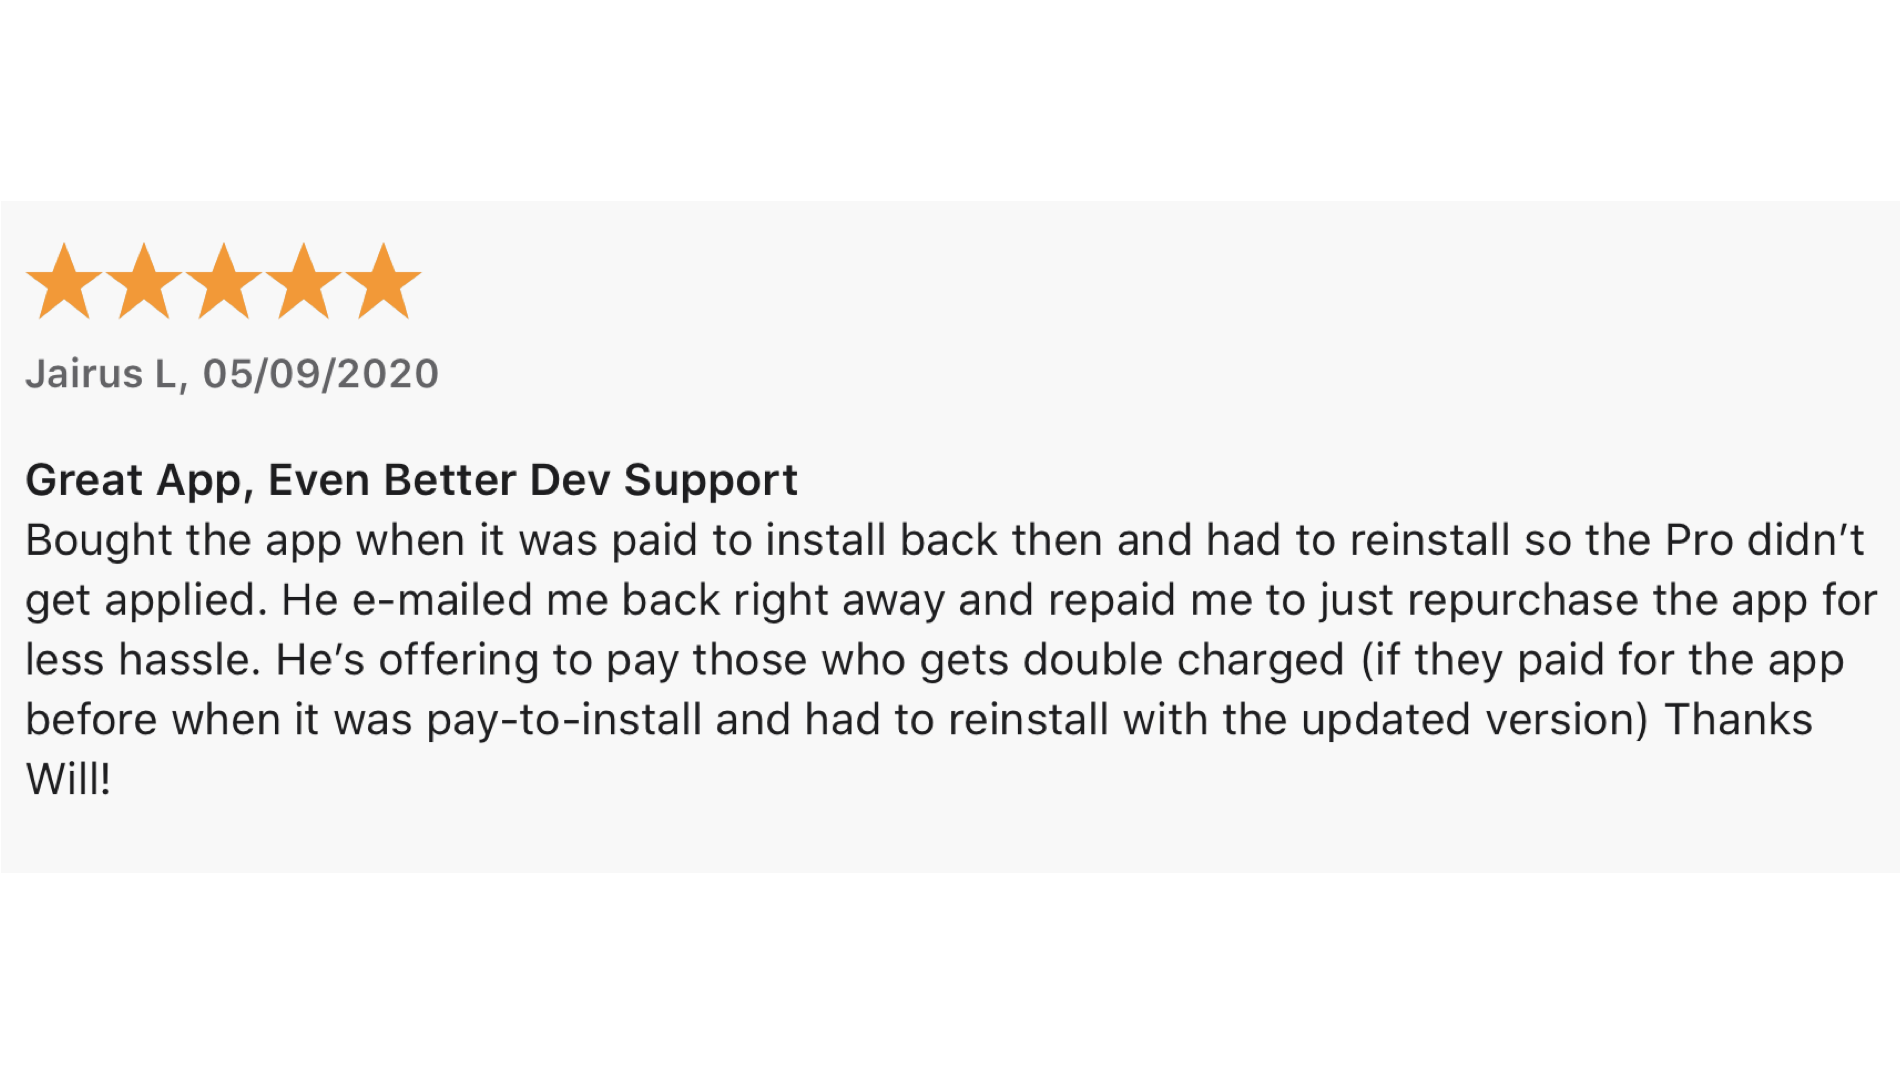 Jairus L, 05/09/2020
Great App, Even Better Dev Support
Bought the app when it was paid to install back then and had to reinstall so the Pro didn’t
get applied. He e-mailed me back right away and repaid me to just repurchase the app for
less hassle. He’s offering to pay those who gets double charged (if they paid for the app
before when it was pay-to-install and had to reinstall with the updated version) Thanks
Will!